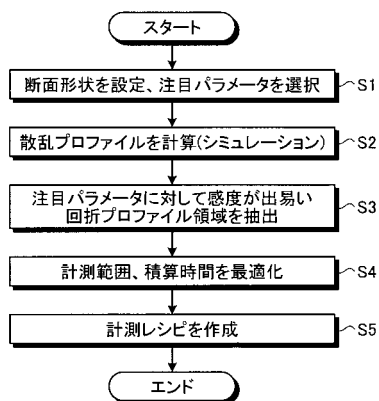 スタート
断面形状を設定、注目パラメータを選択
S1
散乱プロファイルを計算(シミュレーション)
S2
注目パラメータに対して感度が出易い
回折プロファイル領域を抽出
S3
計測範囲、積算時間を最適化
S4
計測レシピを作成
S5
エンド